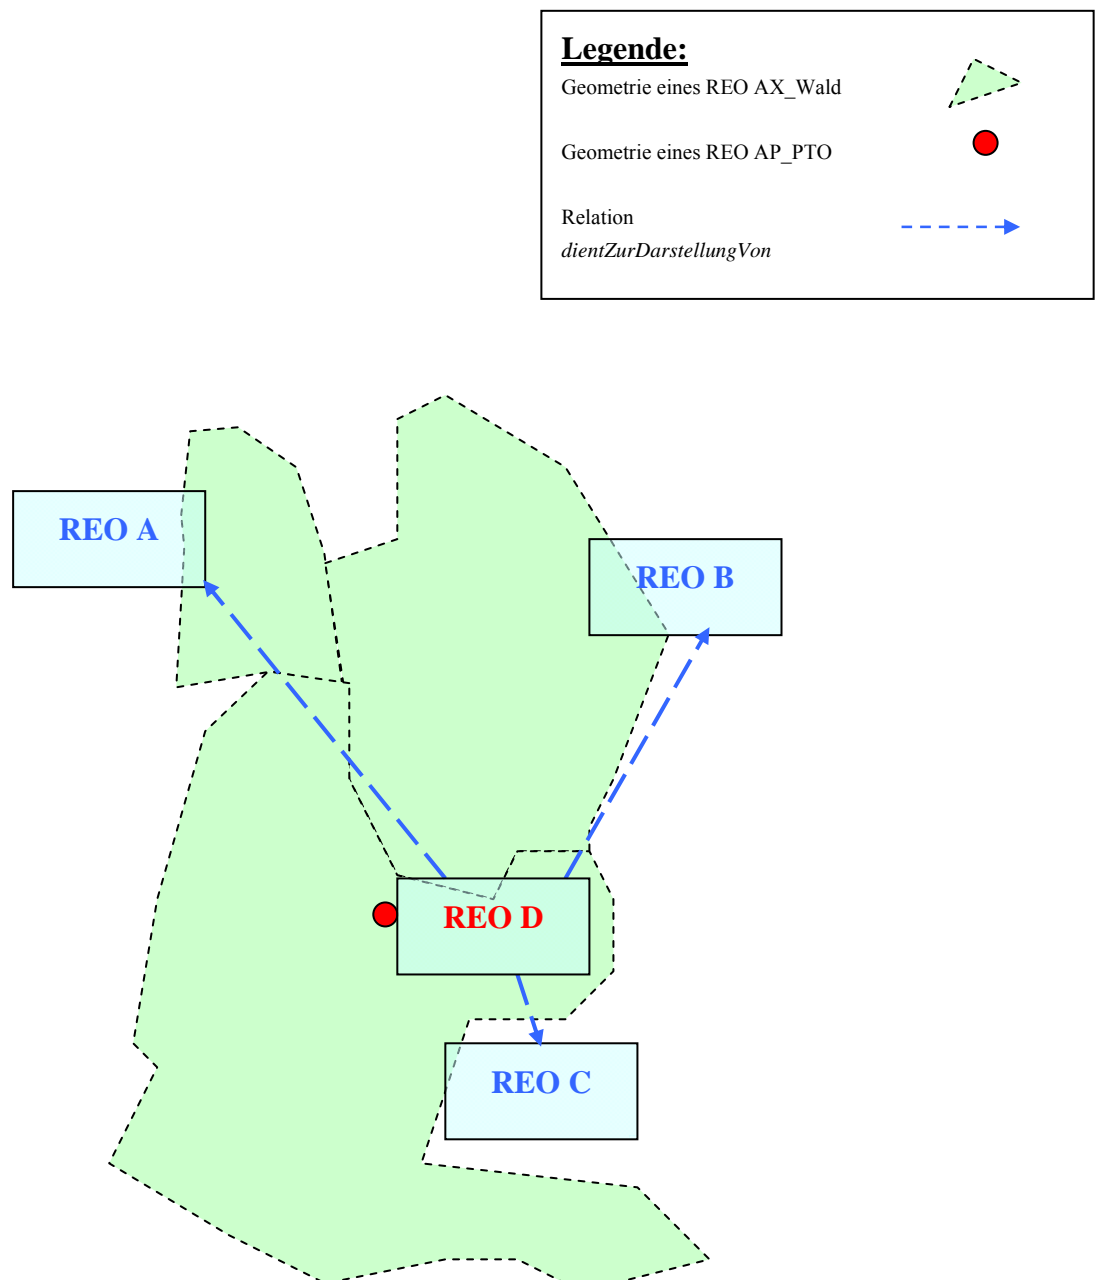 Legende:
Geometrie eines REO AX_Wald
Geometrie eines REO AP_PTO
Relation
dientZurDarstellungVon
REO A
REO B
REO D
REO C